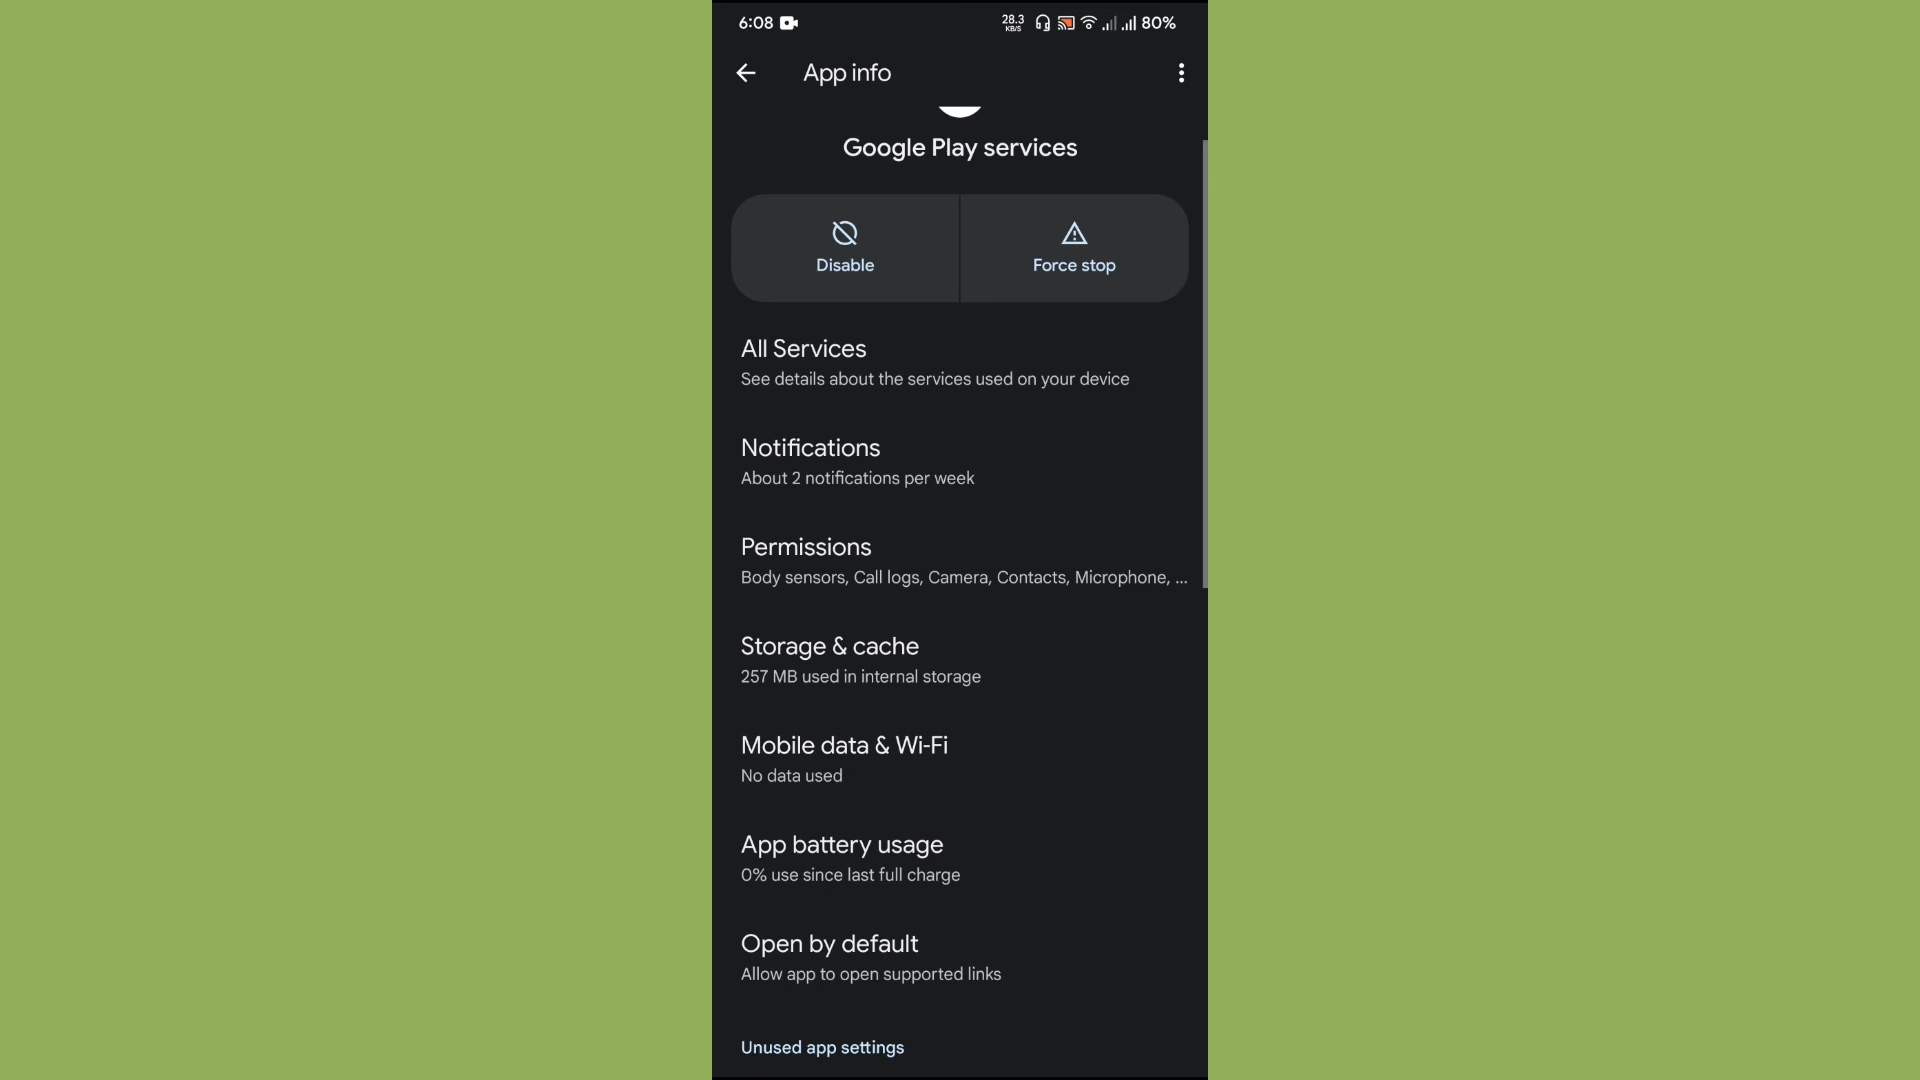 6:08 28.3 KB/S 80%
App info
Google Play services
Disable Force stop
All Services
See details about the services used on your device
Notifications
About 2 notifications per week
Permissions
Body sensors, Call logs, Camera, Contacts, Microphone, ...
Storage & cache
257 MB used in internal storage
Mobile data & Wi-Fi
No data used
App battery usage
0% use since last full charge
Open by default
Allow app to open supported links
Unused app settings